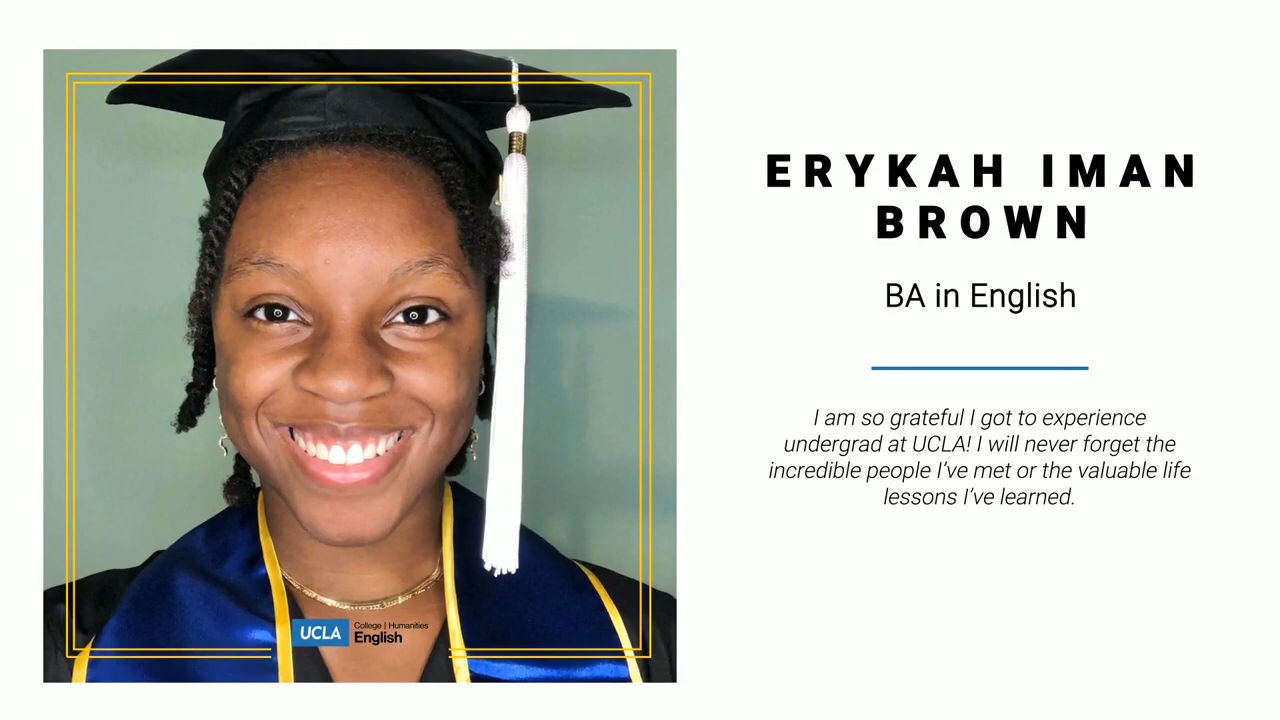 ERYKAH IMAN
BROWN
BA in English
I am so grateful I got to experience
undergrad at UCLA! I will never forget the
incredible people I've met or the valuable life
lessons I've learned.
UCLA
College | Humanities
English